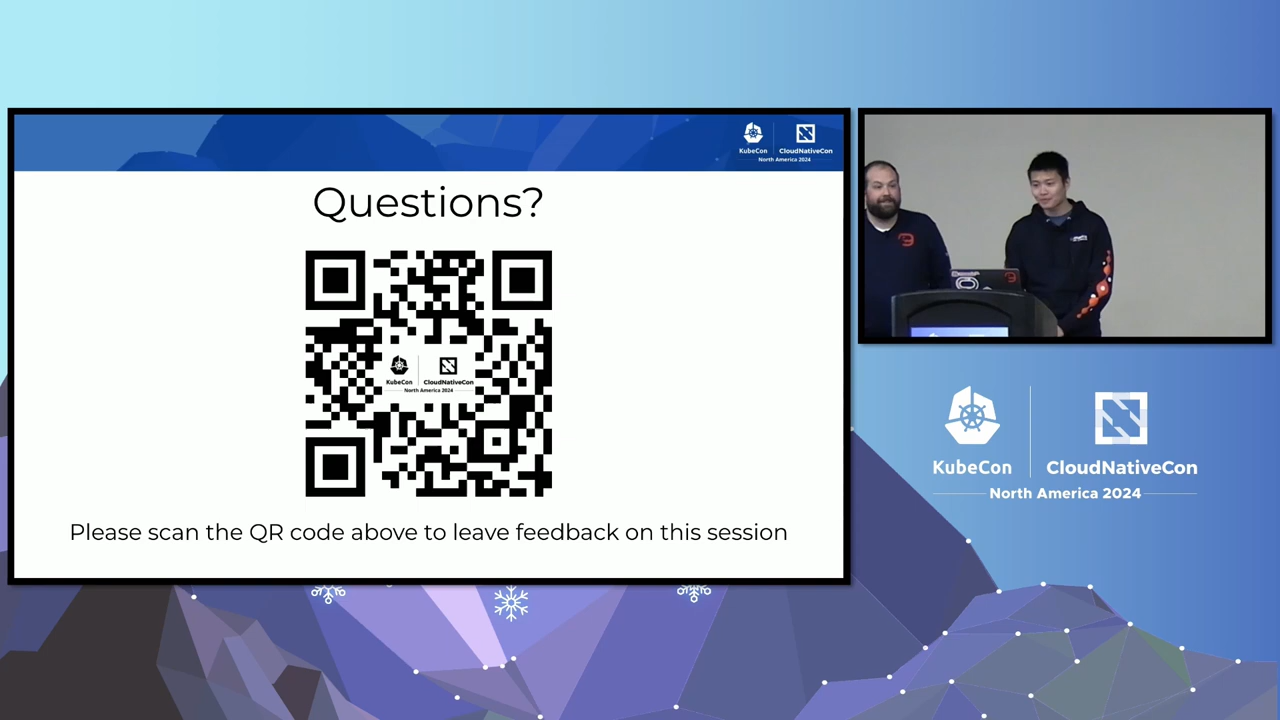 KubeCon
CloudNativeCon
North America 2024
Questions?
KubeCon
CloudNativeCon
North America 2024
Please scan the QR code above to leave feedback on this session
KubeCon
CloudNativeCon
North America 2024